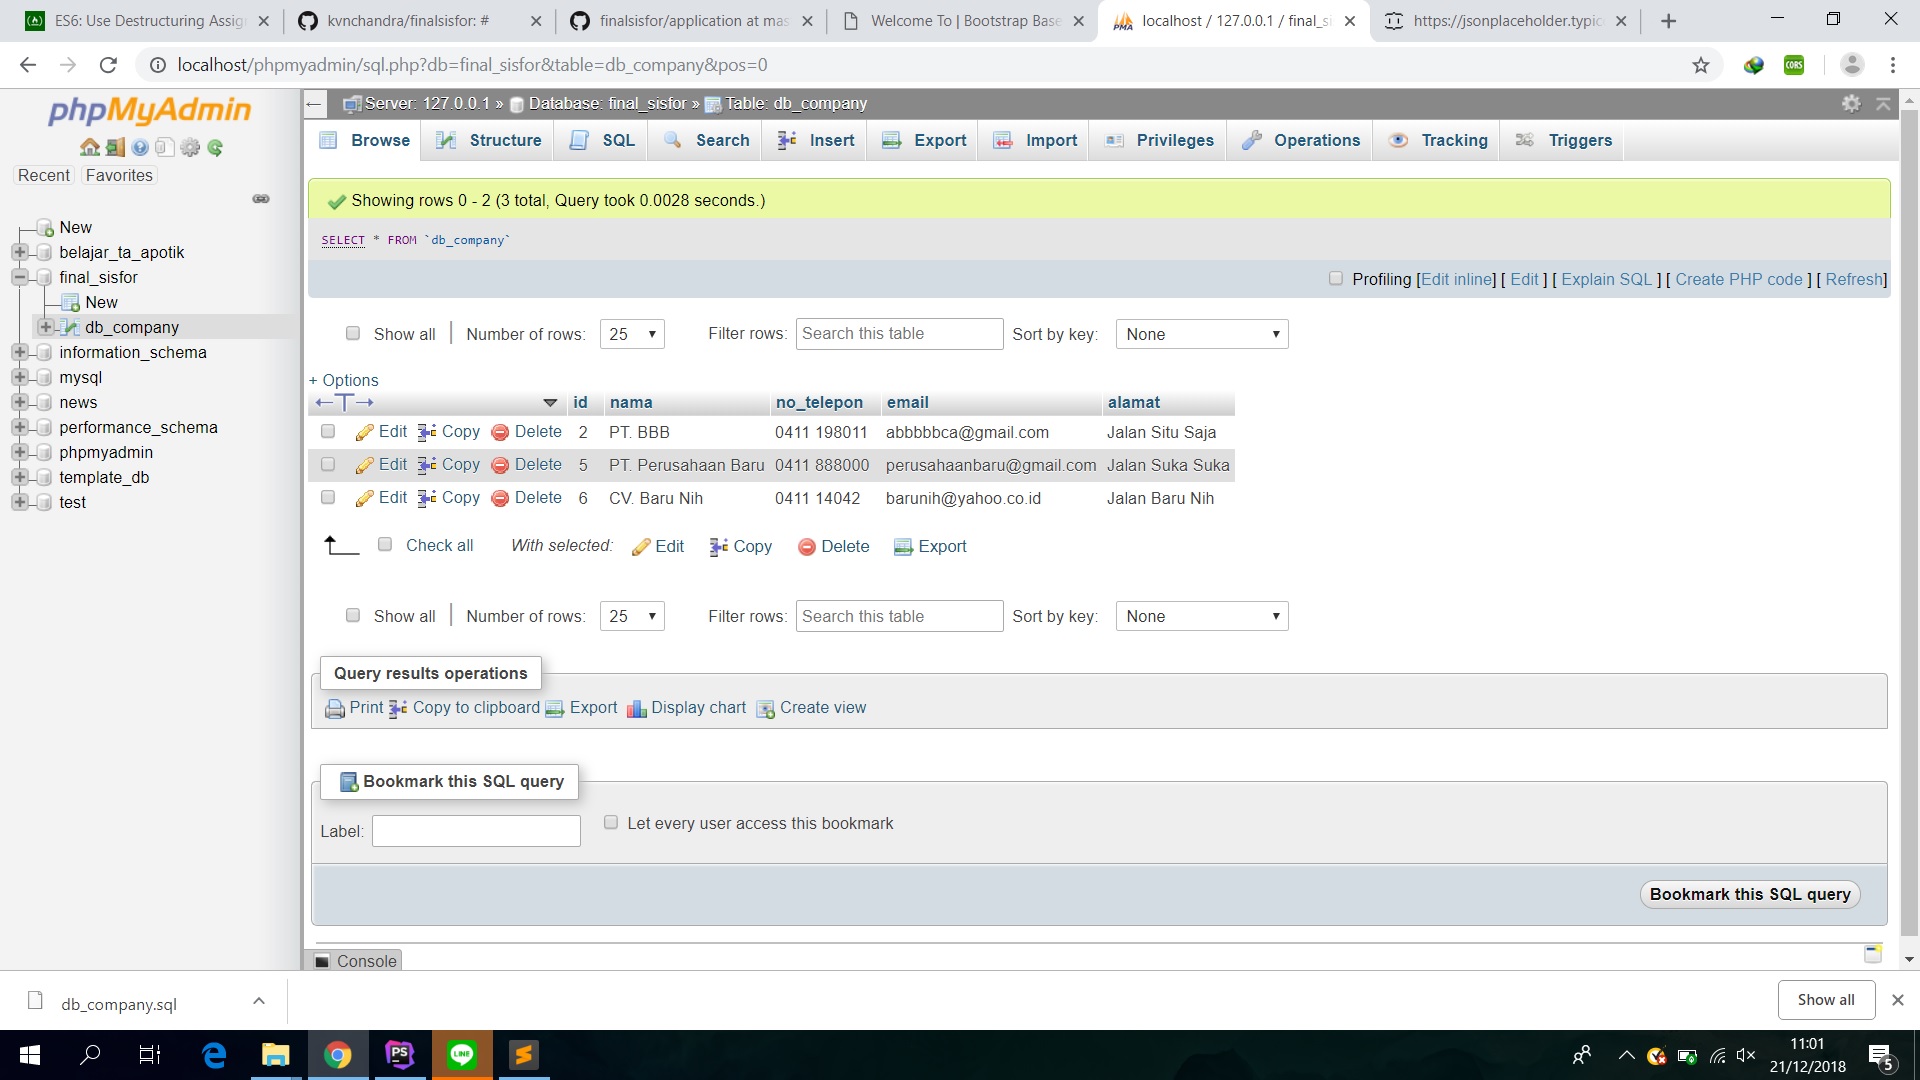 ES6: Use Destructuring Assig
kvnchandra/finalsisfor: #
finalsisfor/application at mas
Welcome To | Bootstrap Base
localhost / 127.0.0.1 / final_si
https://jsonplaceholder.typic
localhost/phpmyadmin/sql.php?db=final_sisfor&table=db_company&pos=0
CORS
phpMyAdmin
Recent Favorites
New
belajar_ta_apotik
final_sisfor
New
db_company
information_schema
mysql
news
performance_schema
phpmyadmin
template_db
test
Server: 127.0.0.1 » Database: final_sisfor » Table: db_company
Browse Structure SQL Search Insert Export Import Privileges Operations Tracking Triggers
Showing rows 0 - 2 (3 total, Query took 0.0028 seconds.)
SELECT * FROM `db_company`
Profiling [Edit inline] [ Edit ] [ Explain SQL ] [ Create PHP code ] [ Refresh]
Show all | Number of rows: 25 Filter rows: Search this table Sort by key: None
+ Options
id nama no_telepon email alamat
Edit Copy Delete 2 PT. BBB 0411 198011 abbbbbca@gmail.com Jalan Situ Saja
Edit Copy Delete 5 PT. Perusahaan Baru 0411 888000 perusahaanbaru@gmail.com Jalan Suka Suka
Edit Copy Delete 6 CV. Baru Nih 0411 14042 barunih@yahoo.co.id Jalan Baru Nih
Check all With selected: Edit Copy Delete Export
Show all | Number of rows: 25 Filter rows: Search this table Sort by key: None
Query results operations
Print Copy to clipboard Export Display chart Create view
Bookmark this SQL query
Label: Let every user access this bookmark
Bookmark this SQL query
Console
db_company.sql
Show all
PS
LINE
11:01
21/12/2018
5